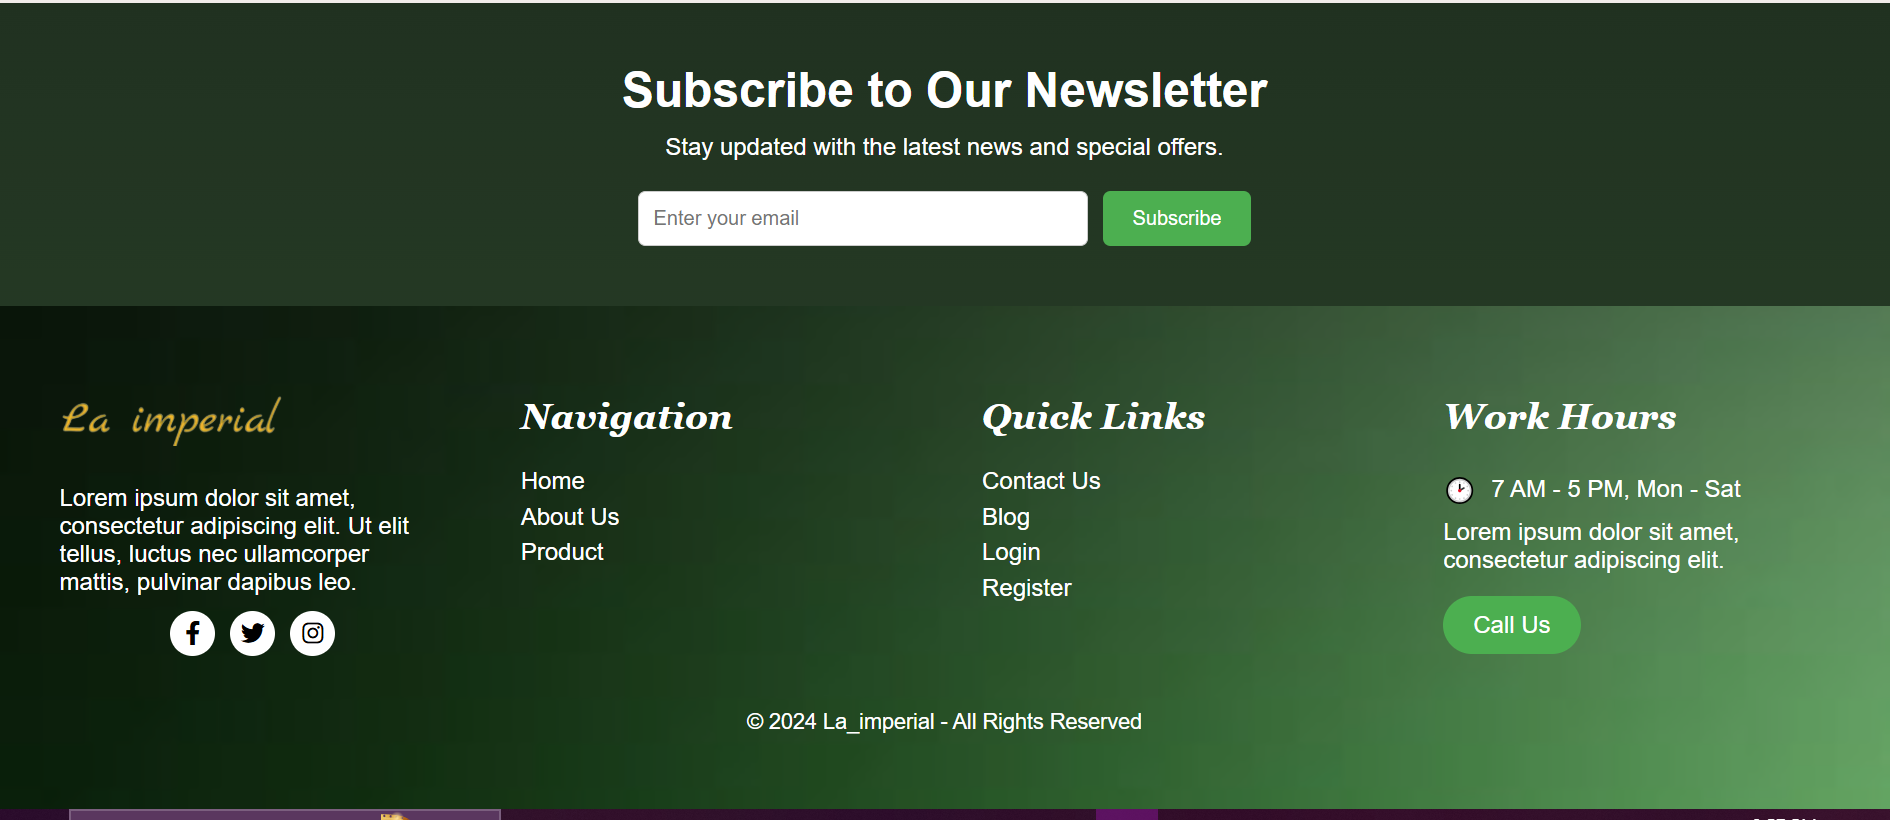 Subscribe to Our Newsletter
Stay updated with the latest news and special offers.
Enter your email
Subscribe
La imperial
Lorem ipsum dolor sit amet,
consectetur adipiscing elit. Ut elit
tellus, luctus nec ullamcorper
mattis, pulvinar dapibus leo.
Navigation
Home
About Us
Product
Quick Links
Contact Us
Blog
Login
Register
Work Hours
7 AM - 5 PM, Mon - Sat
Lorem ipsum dolor sit amet,
consectetur adipiscing elit.
Call Us
© 2024 La_imperial - All Rights Reserved